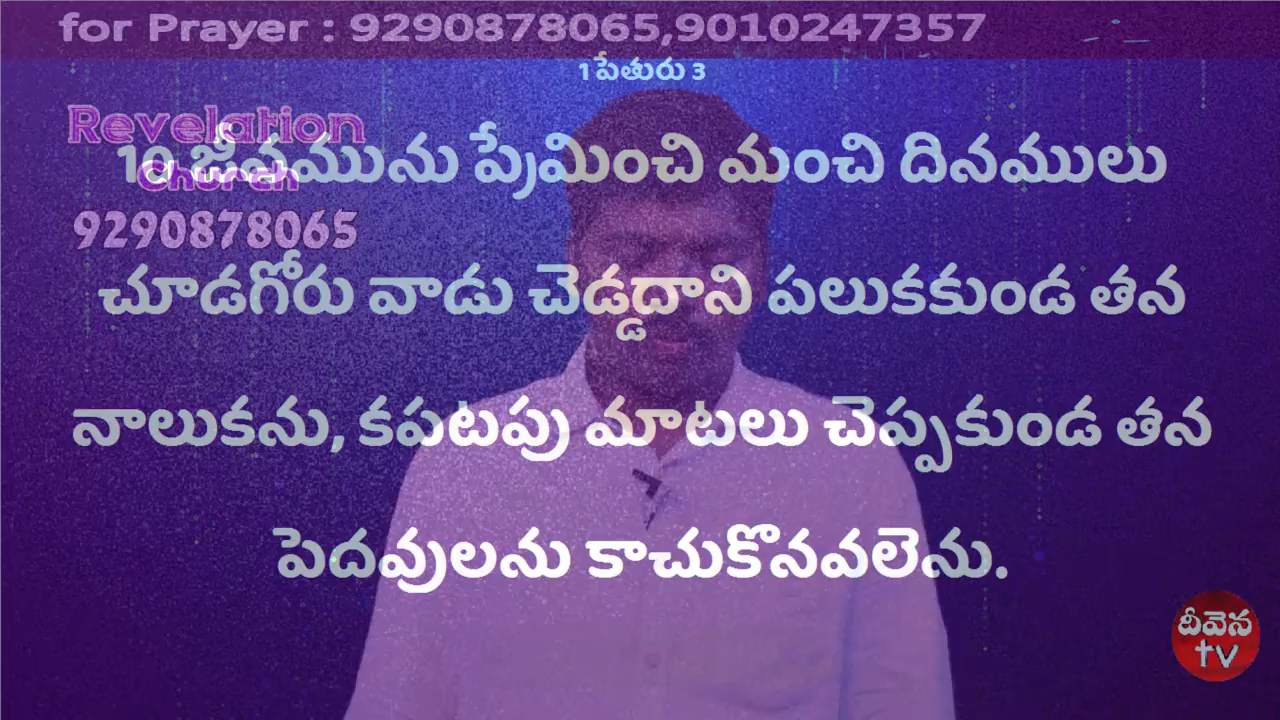 for Prayer : 9290878065,9010247357
1 పేతురు 3
Revelation
Church
9290878065
10 జీవమును ప్రేమించి మంచి దినములు
చూడగోరు వాడు చెడ్డదాని పలుకకుండ తన
నాలుకను, కపటపు మాటలు చెప్పకుండ తన
పెదవులను కాచుకొనవలెను.
దీవెన
tv